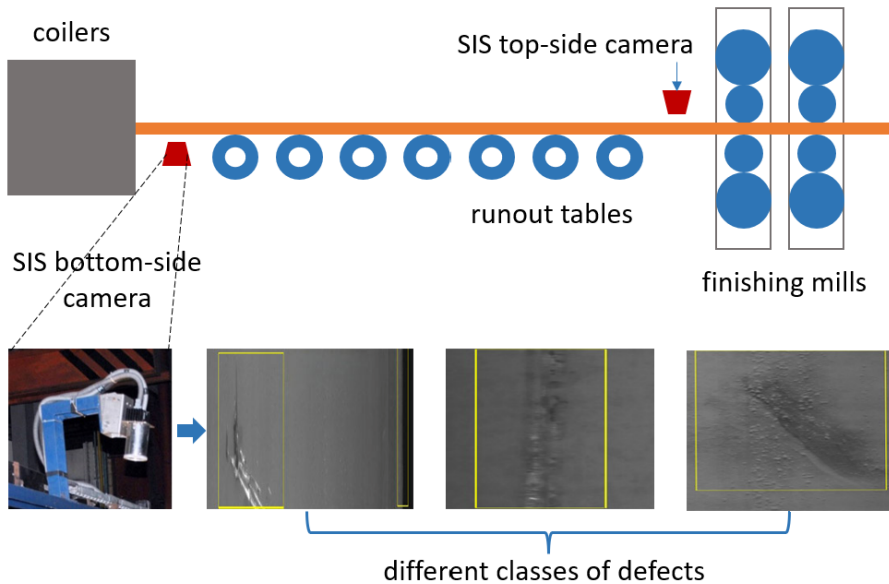 coilers
SIS top-side camera
runout tables
SIS bottom-side
camera
finishing mills
different classes of defects